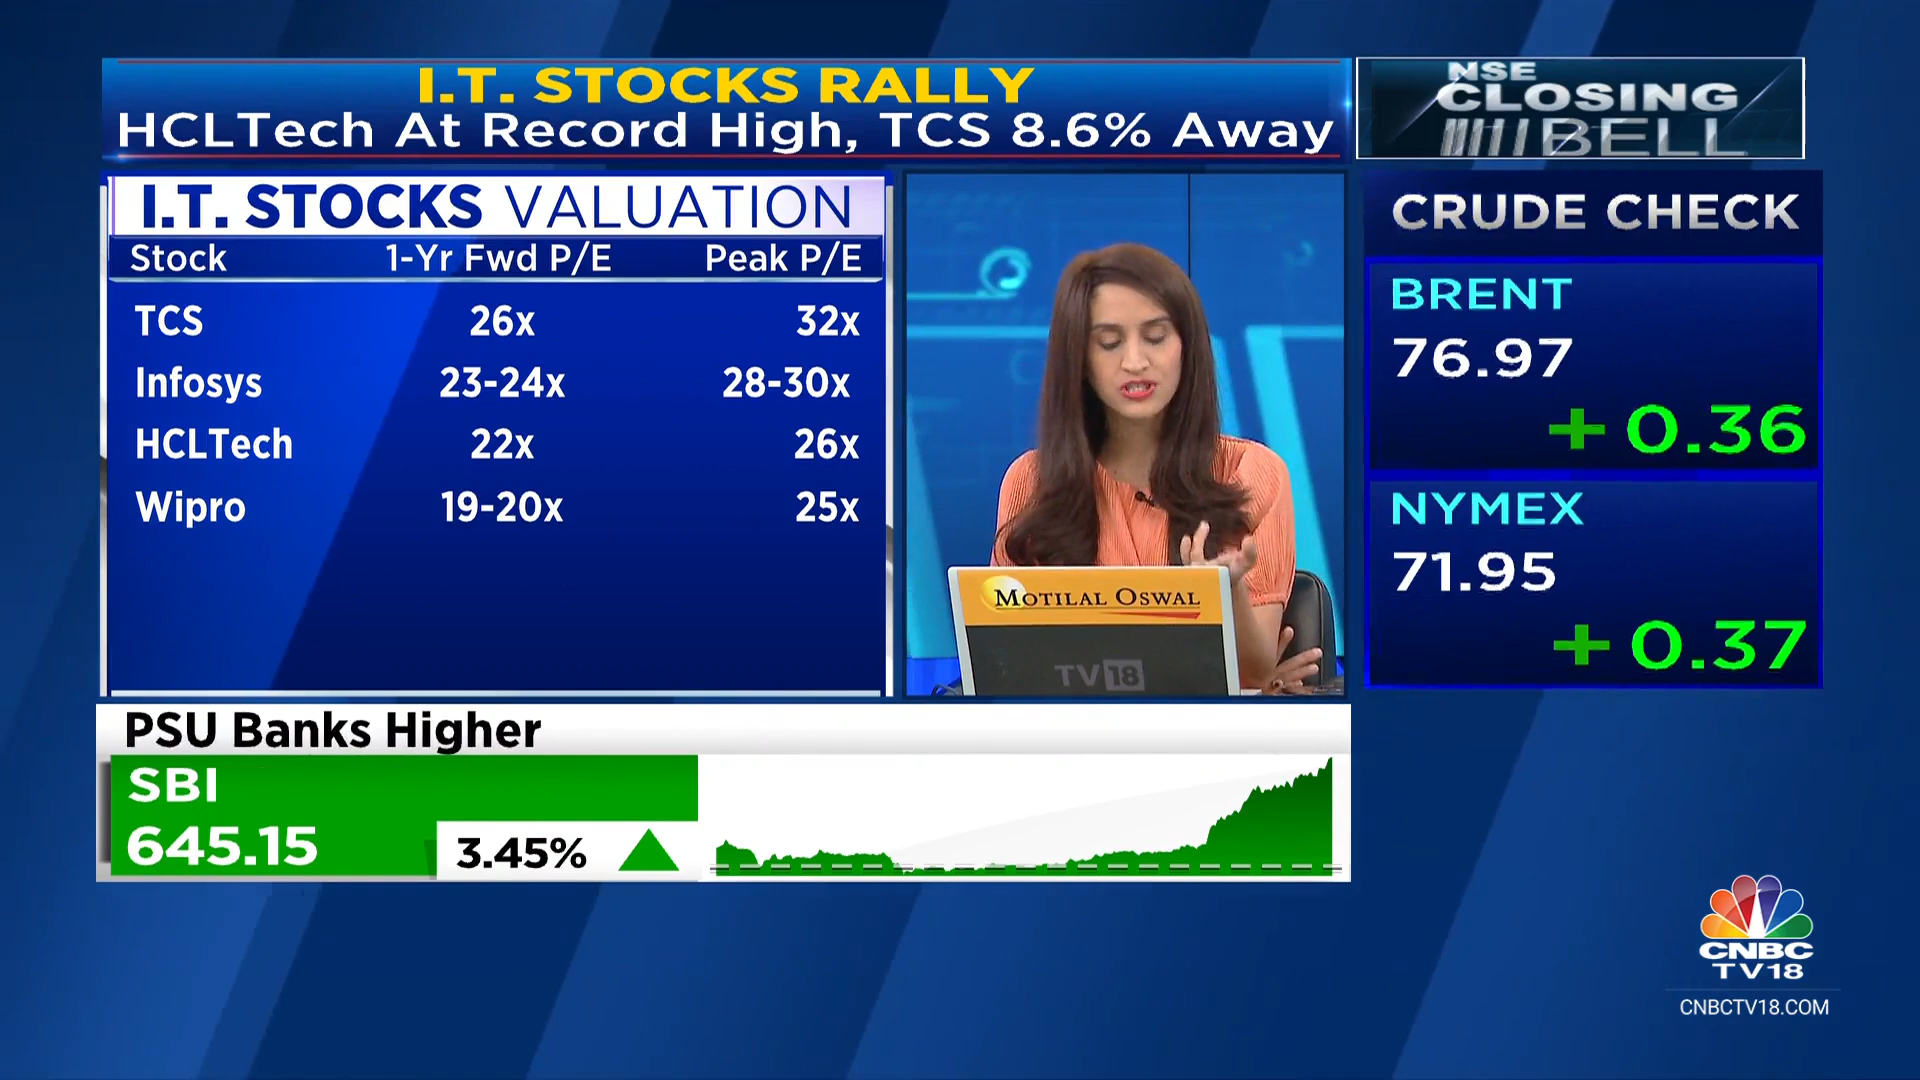 I.T. STOCKS RALLY
HCLTech At Record High, TCS 8.6% Away
NSE
CLOSING
BELL
I.T. STOCKS VALUATION
Stock 1-Yr Fwd P/E Peak P/E
TCS 26x 32x
Infosys 23-24x 28-30x
HCLTech 22x 26x
Wipro 19-20x 25x
MOTILAL OSWAL
TV18
CRUDE CHECK
BRENT
76.97
+ 0.36
NYMEX
71.95
+ 0.37
PSU Banks Higher
SBI
645.15
3.45%
CNBC
TV18
CNBCTV18.COM